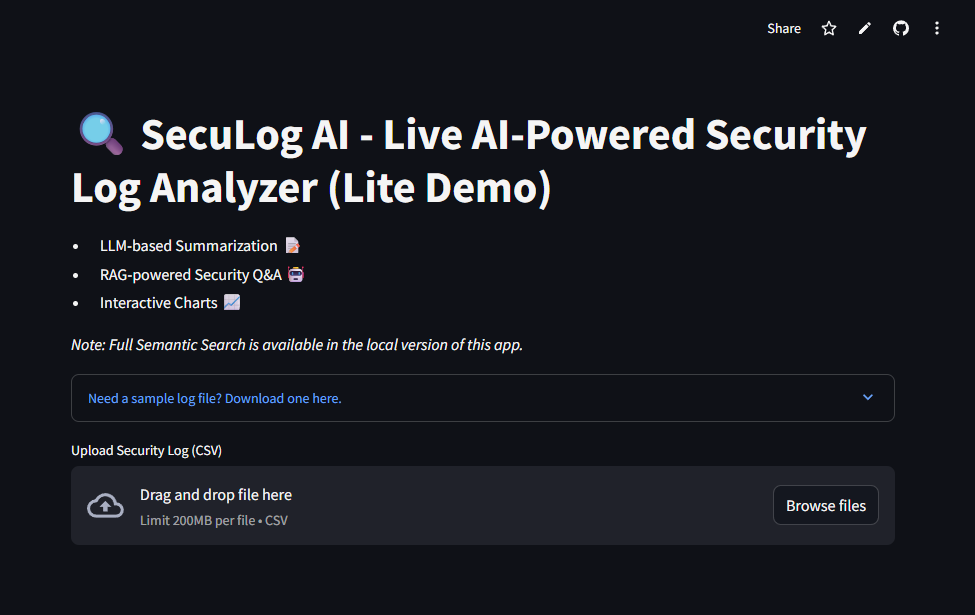 Share
SecuLog AI - Live AI-Powered Security
Log Analyzer (Lite Demo)
• LLM-based Summarization
• RAG-powered Security Q&A
• Interactive Charts
Note: Full Semantic Search is available in the local version of this app.
Need a sample log file? Download one here.
Upload Security Log (CSV)
Drag and drop file here
Limit 200MB per file • CSV
Browse files